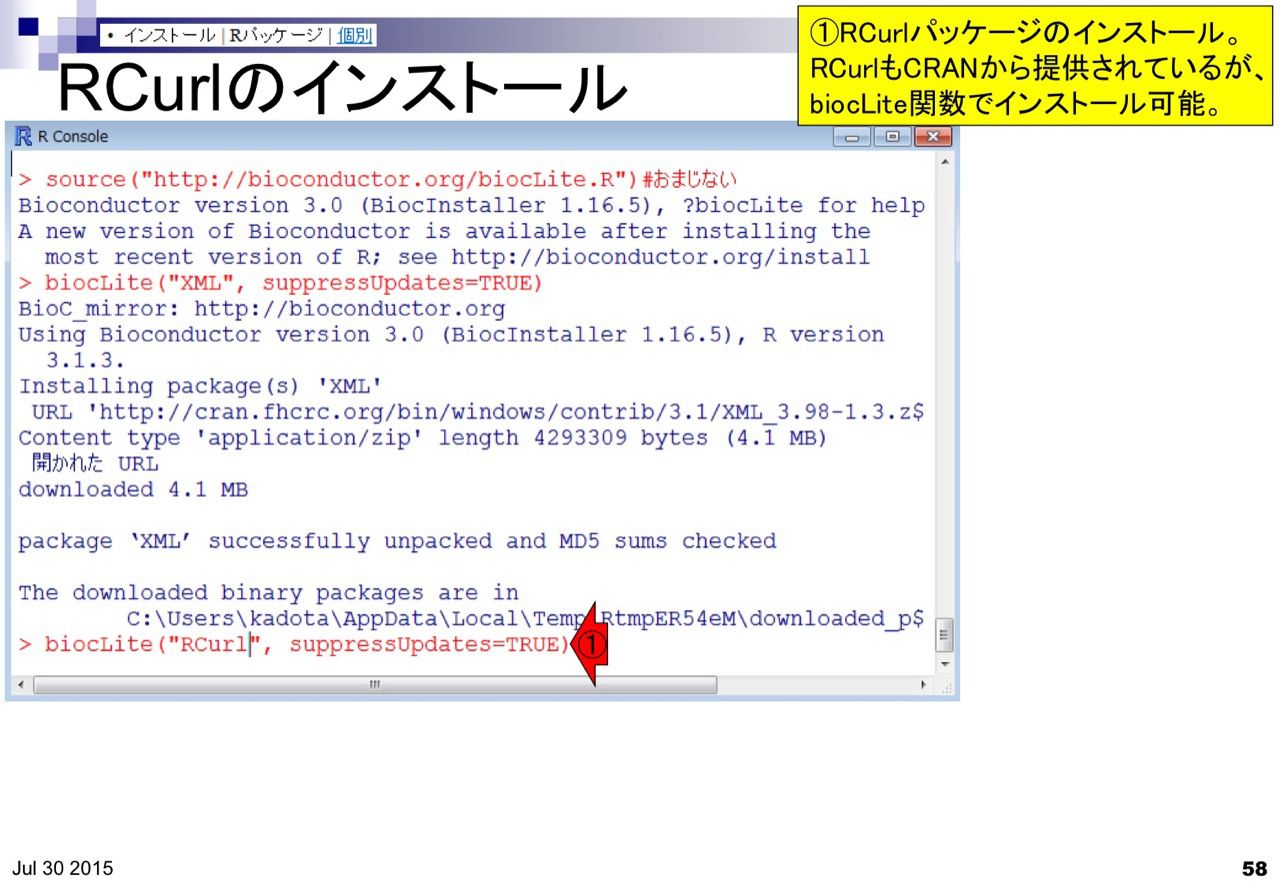 • インストール | Rパッケージ | 個別
RCurlのインストール
①RCurlパッケージのインストール。
RCurlもCRANから提供されているが、
biocLite関数でインストール可能。
R Console
> source("http://bioconductor.org/biocLite.R")#おまじない
Bioconductor version 3.0 (BiocInstaller 1.16.5), ?biocLite for help
A new version of Bioconductor is available after installing the
most recent version of R; see http://bioconductor.org/install
> biocLite("XML", suppressUpdates=TRUE)
BioC_mirror: http://bioconductor.org
Using Bioconductor version 3.0 (BiocInstaller 1.16.5), R version
3.1.3.
Installing package(s) 'XML'
URL 'http://cran.fhcrc.org/bin/windows/contrib/3.1/XML_3.98-1.3.z$
Content type 'application/zip' length 4293309 bytes (4.1 MB)
開かれた URL
downloaded 4.1 MB
package ‘XML’ successfully unpacked and MD5 sums checked
The downloaded binary packages are in
C:\Users\kadota\AppData\Local\Temp RtmpER54eM\downloaded_p$
> biocLite("RCurl", suppressUpdates=TRUE)
①
Jul 30 2015
58